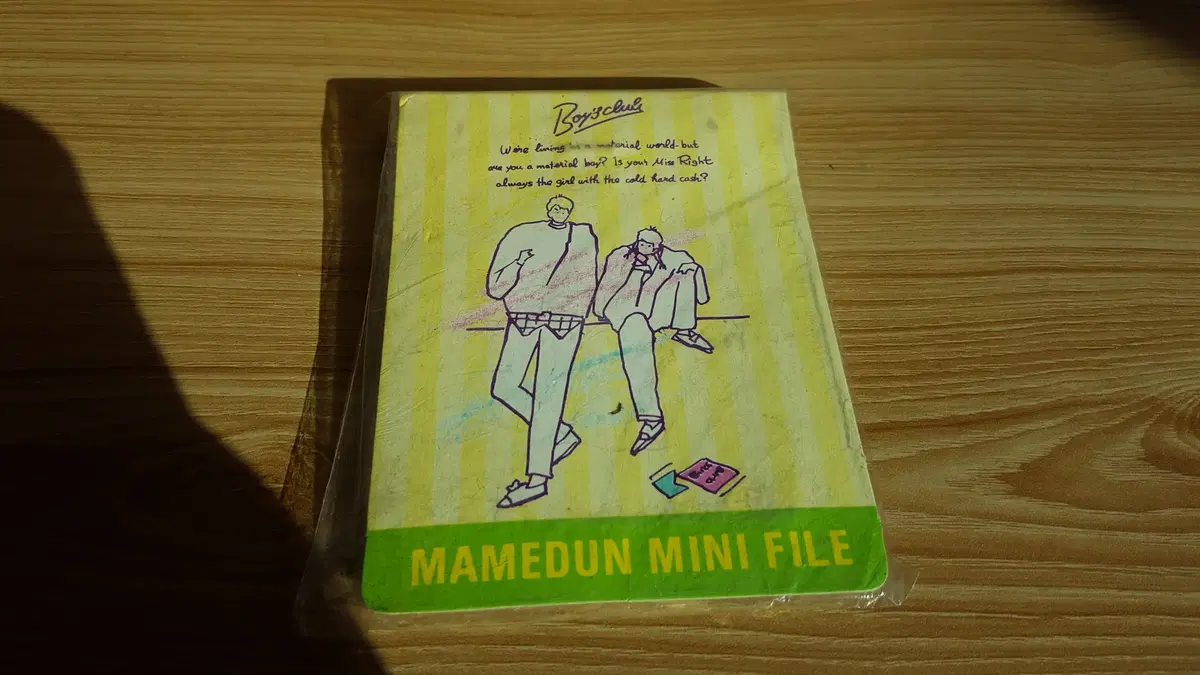 Boy's club
We're lining in a material world-but
are you a material boy? Is your Miss Right
always the girl with the cold hard cash?
MAMEDUN MINI FILE